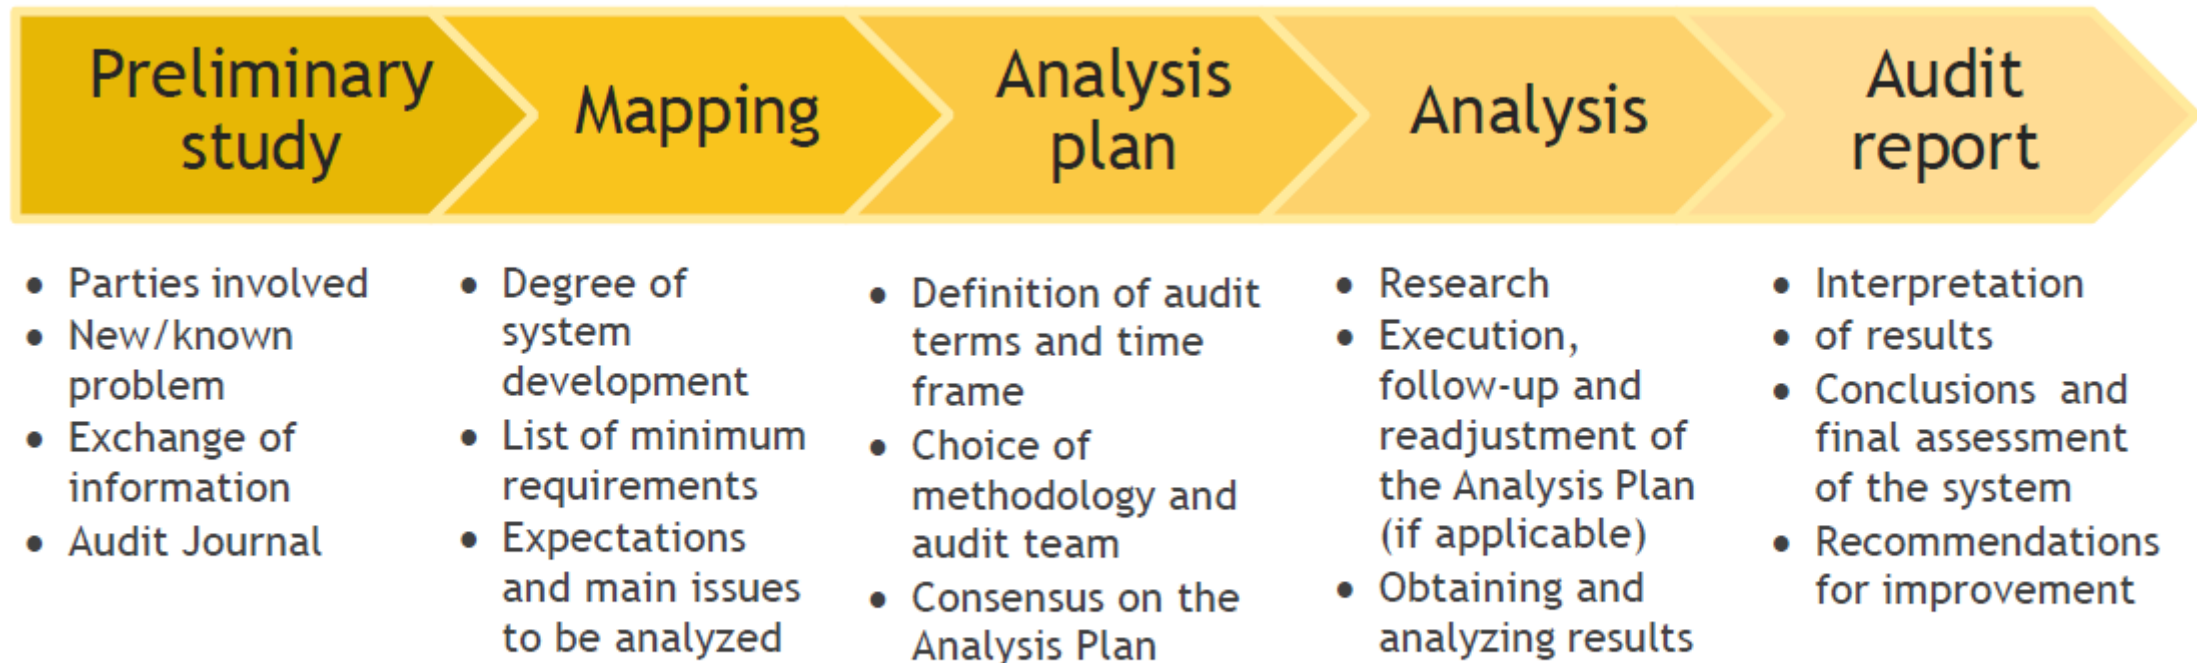 Preliminary
study
Mapping
Analysis
plan
Analysis
Audit
report
• Parties involved
• New/known
problem
• Exchange of
information
• Audit Journal
• Degree of
system
development
• List of minimum
requirements
• Expectations
and main issues
to be analyzed
• Definition of audit
terms and time
frame
• Choice of
methodology and
audit team
• Consensus on the
Analysis Plan
• Research
• Execution,
follow-up and
readjustment of
the Analysis Plan
(if applicable)
• Obtaining and
analyzing results
• Interpretation
• of results
• Conclusions and
final assessment
of the system
• Recommendations
for improvement